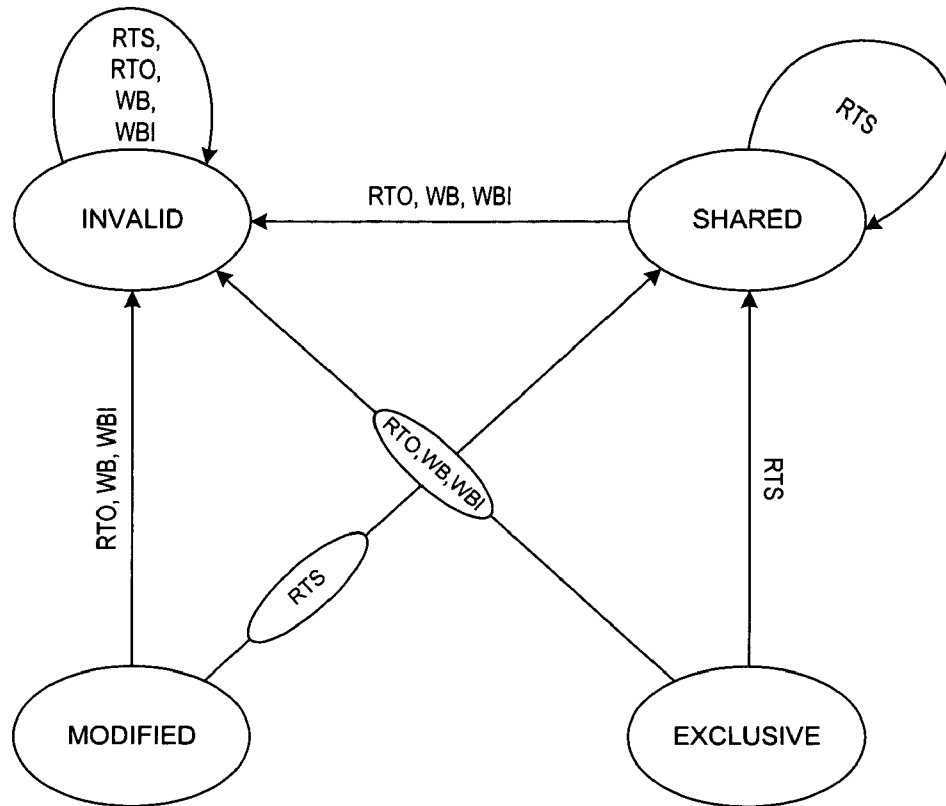 RTS,
RTO,
WB,
WBI
RTS
INVALID
RTO, WB, WBI
SHARED
RTO, WB, WBI
RTO, WB, WBI
RTS
RTS
MODIFIED
EXCLUSIVE